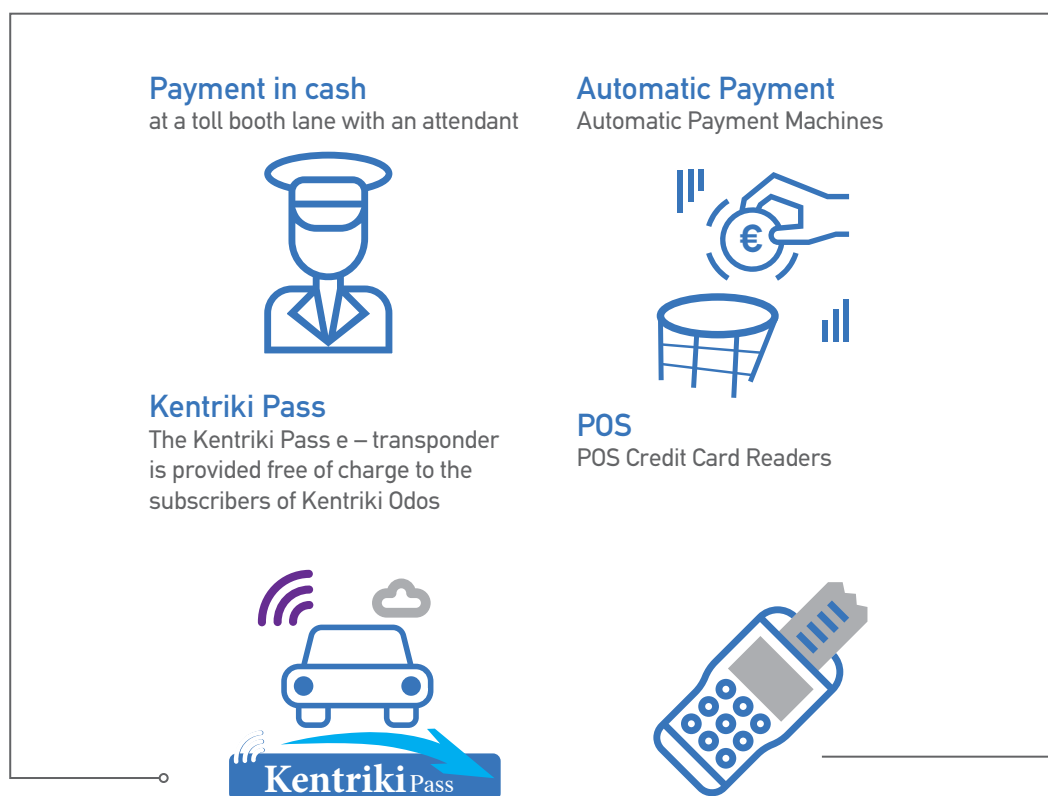 Payment in cash
at a toll booth lane with an attendant
Automatic Payment
Automatic Payment Machines
€
Kentriki Pass
The Kentriki Pass e – transponder
is provided free of charge to the
subscribers of Kentriki Odos
POS
POS Credit Card Readers
Kentriki Pass